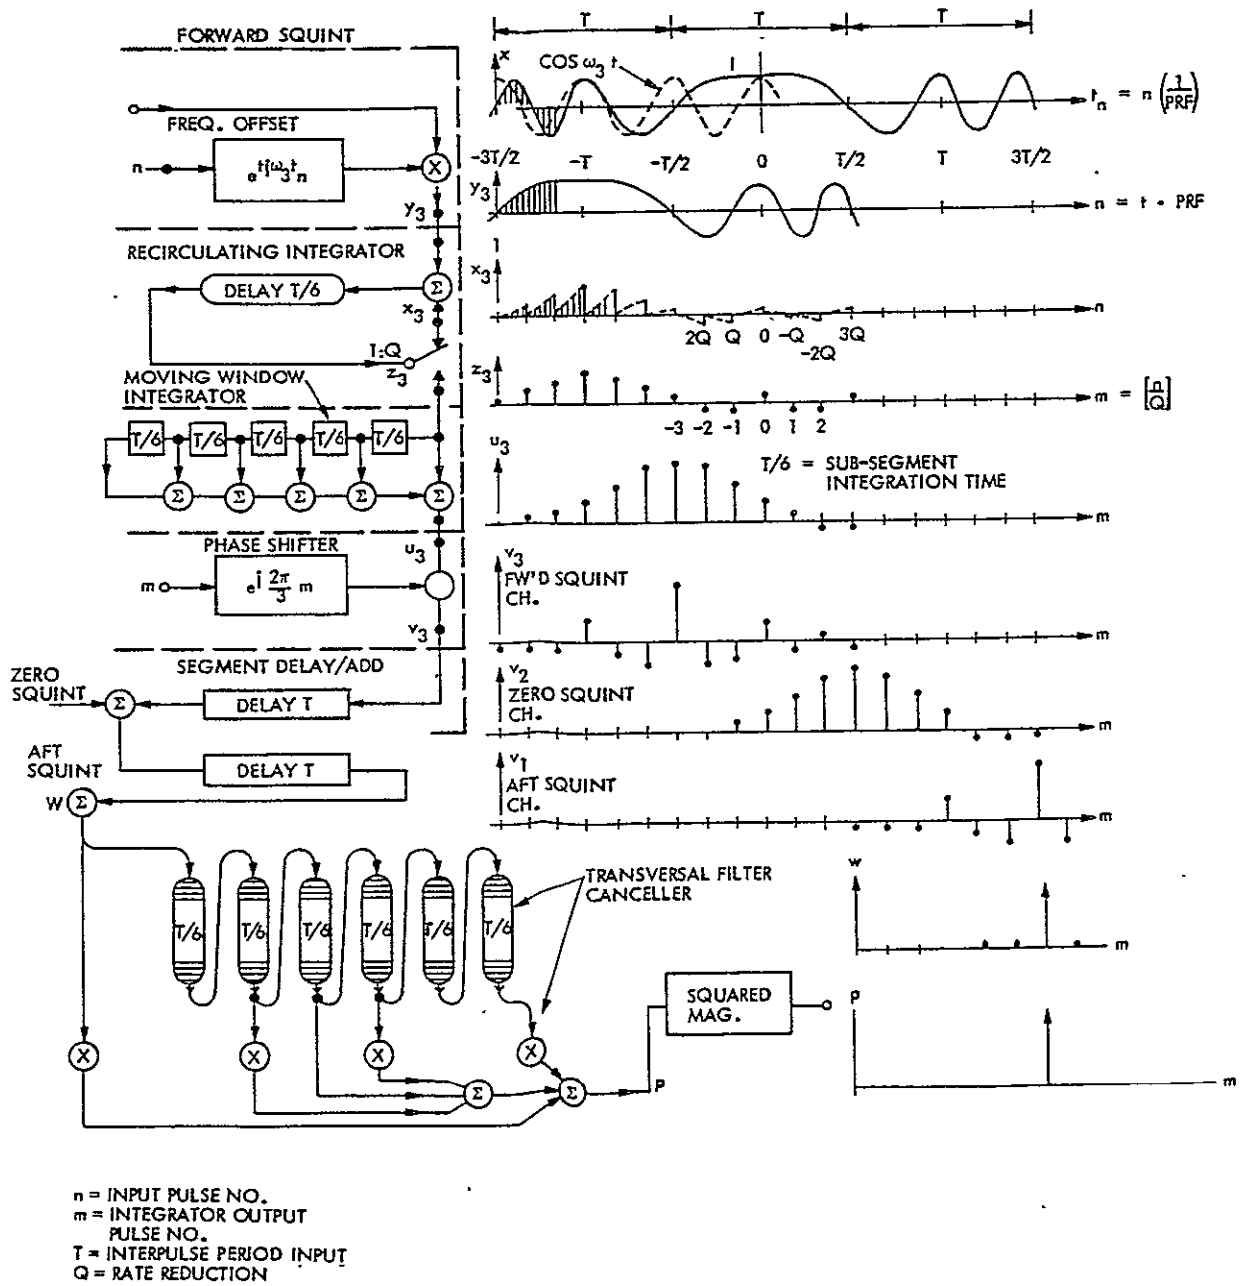 FORWARD SQUINT
FREQ. OFFSET
n
e^{tjω₃t_n}
X
y₃
RECIRCULATING INTEGRATOR
DELAY T/6
Σ
x₃
1:Q
z₃
MOVING WINDOW
INTEGRATOR
T/6 T/6 T/6 T/6 T/6
Σ Σ Σ Σ Σ
PHASE SHIFTER
u₃
m
e^{j 2π/3 m}
v₃
SEGMENT DELAY/ADD
ZERO
SQUINT
Σ
DELAY T
AFT
SQUINT
DELAY T
W Σ
T/6 T/6 T/6 T/6 T/6 T/6
TRANSVERSAL FILTER
CANCELLER
X X X X
Σ Σ
P
SQUARED
MAG.
T T T
x
COS ω₃ t
1
t_n = n (1/PRF)
-3T/2 -T -T/2 0 T/2 T 3T/2
y₃
n = t • PRF
1
x₃
n
2Q Q 0 -Q -2Q 3Q
z₃
m = [n/Q]
-3 -2 -1 0 1 2
u₃
T/6 = SUB-SEGMENT
INTEGRATION TIME
m
v₃
FW'D SQUINT
CH.
m
v₂
ZERO SQUINT
CH.
m
v₁
AFT SQUINT
CH.
m
w
m
P
m
n = INPUT PULSE NO.
m = INTEGRATOR OUTPUT
PULSE NO.
T = INTERPULSE PERIOD INPUT
Q = RATE REDUCTION